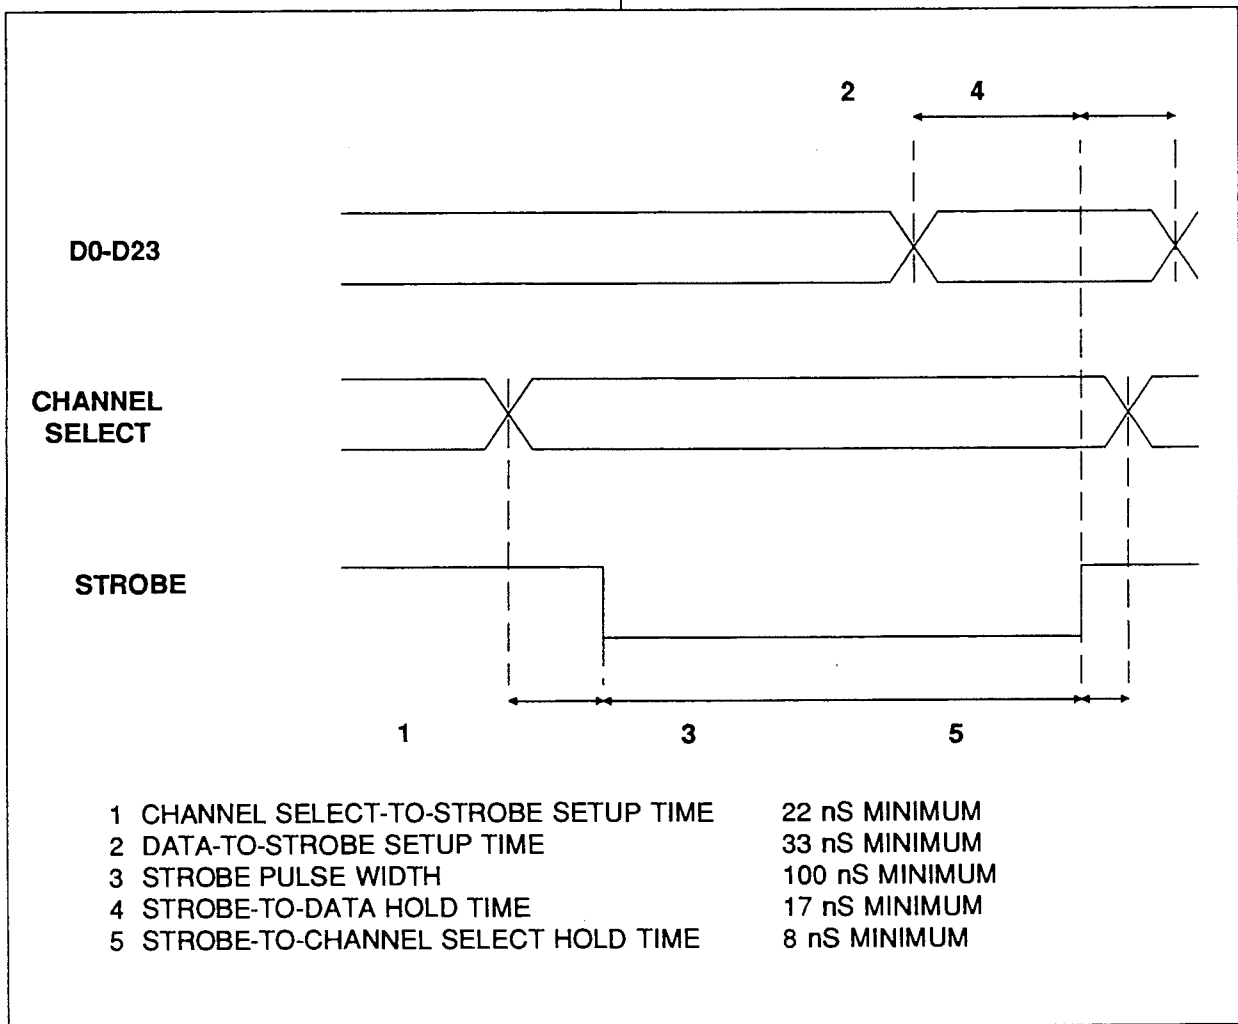 2 4
D0-D23
CHANNEL
SELECT
STROBE
1 3 5
1 CHANNEL SELECT-TO-STROBE SETUP TIME 22 nS MINIMUM
2 DATA-TO-STROBE SETUP TIME 33 nS MINIMUM
3 STROBE PULSE WIDTH 100 nS MINIMUM
4 STROBE-TO-DATA HOLD TIME 17 nS MINIMUM
5 STROBE-TO-CHANNEL SELECT HOLD TIME 8 nS MINIMUM